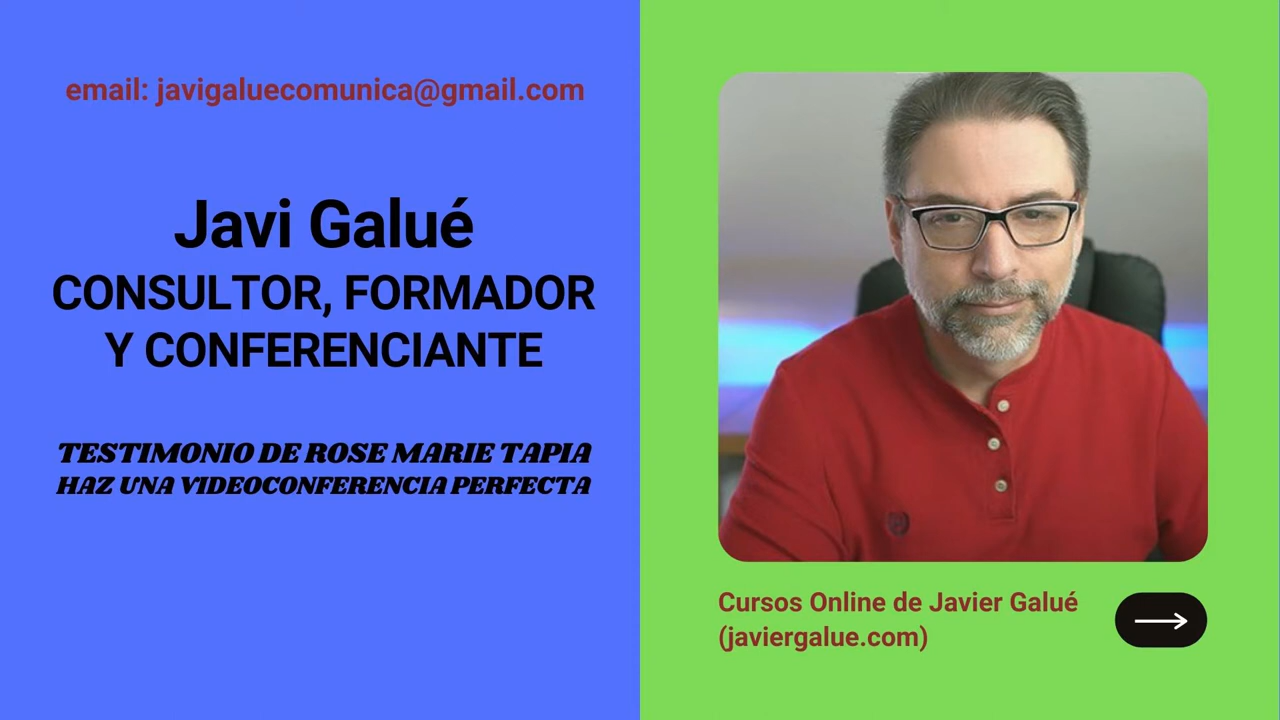 email: javigaluecomunica@gmail.com
Javi Galué
CONSULTOR, FORMADOR
Y CONFERENCIANTE
TESTIMONIO DE ROSE MARIE TAPIA
HAZ UNA VIDEOCONFERENCIA PERFECTA
Cursos Online de Javier Galué
(javiergalue.com)